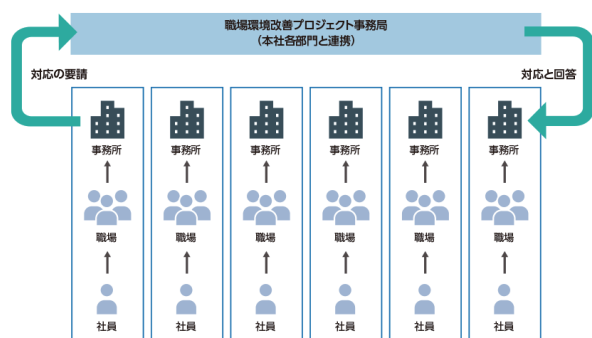 職場環境改善プロジェクト事務局
（本社各部門と連携）
対応の要請
対応と回答
事務所 事務所 事務所 事務所 事務所 事務所
職場 職場 職場 職場 職場 職場
社員 社員 社員 社員 社員 社員